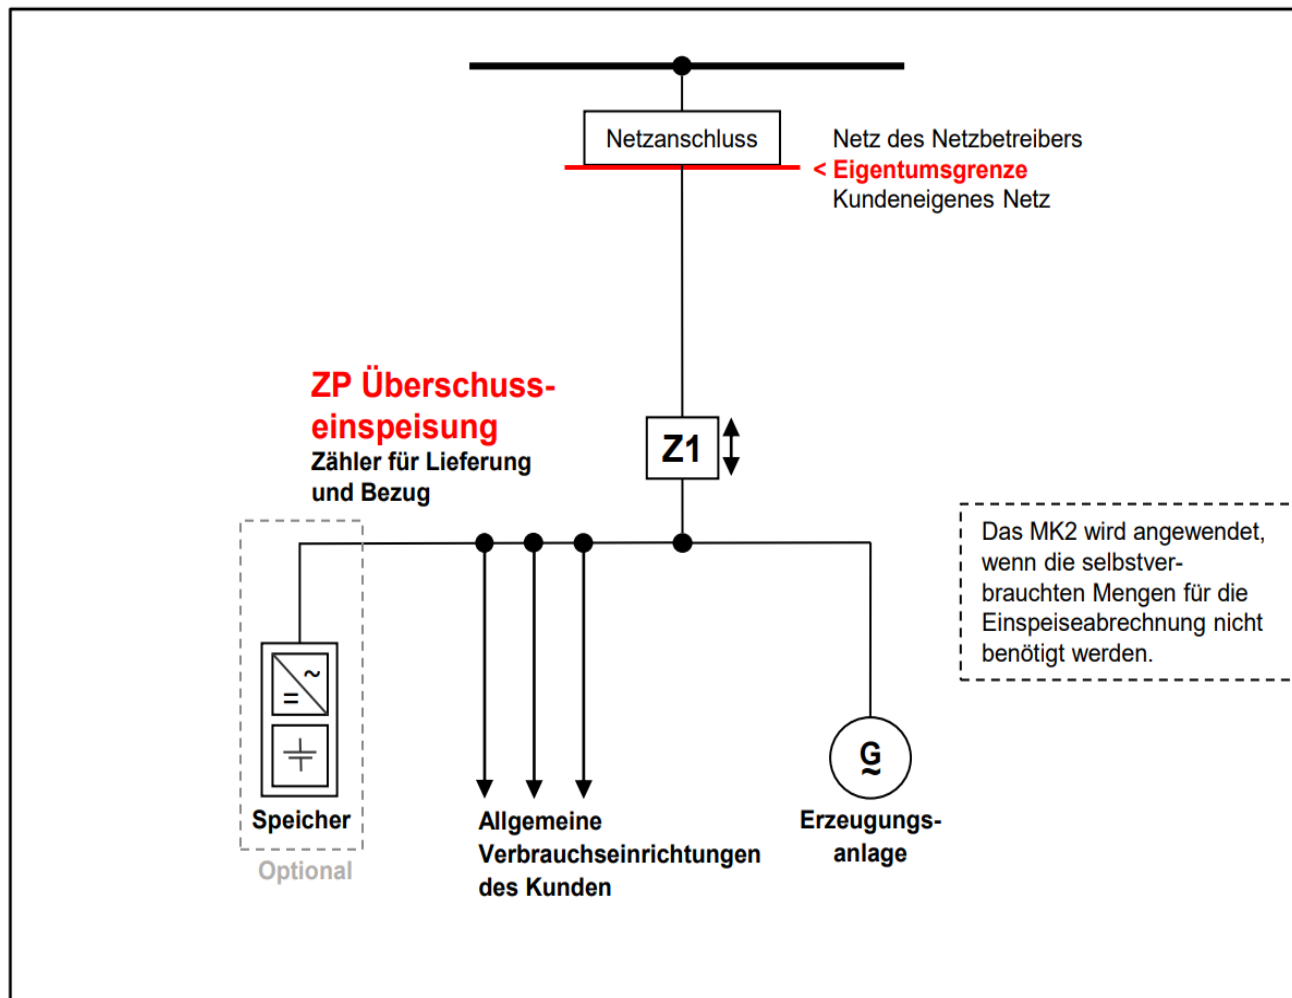 Netzanschluss
Netz des Netzbetreibers
< Eigentumsgrenze
Kundeneigenes Netz
ZP Überschuss-
einspeisung
Zähler für Lieferung
und Bezug
Z1
Das MK2 wird angewendet,
wenn die selbstver-
brauchten Mengen für die
Einspeiseabrechnung nicht
benötigt werden.
~
=
G
~
Speicher
Optional
Allgemeine
Verbrauchseinrichtungen
des Kunden
Erzeugungs-
anlage